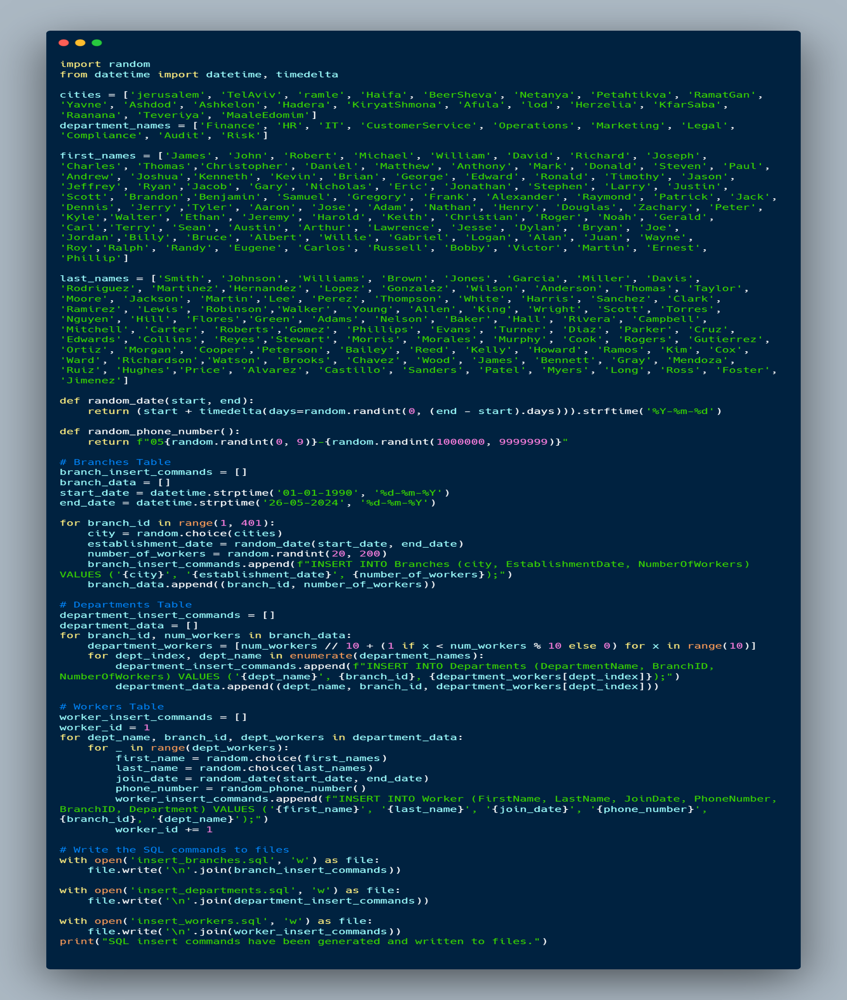 import random
from datetime import datetime, timedelta

cities = ['jerusalem', 'TelAviv', 'ramle', 'Haifa', 'BeerSheva', 'Netanya', 'Petahtikva', 'RamatGan',
'Yavne', 'Ashdod', 'Ashkelon', 'Hadera', 'KiryatShmona', 'Afula', 'lod', 'Herzelia', 'KfarSaba',
'Raanana', 'Teveriya', 'MaaleEdomim']
department_names = ['Finance', 'HR', 'IT', 'CustomerService', 'Operations', 'Marketing', 'Legal',
'Compliance', 'Audit', 'Risk']

first_names = ['James', 'John', 'Robert', 'Michael', 'William', 'David', 'Richard', 'Joseph',
'Charles', 'Thomas','Christopher', 'Daniel', 'Matthew', 'Anthony', 'Mark', 'Donald', 'Steven', 'Paul',
'Andrew', 'Joshua','Kenneth', 'Kevin', 'Brian', 'George', 'Edward', 'Ronald', 'Timothy', 'Jason',
'Jeffrey', 'Ryan','Jacob', 'Gary', 'Nicholas', 'Eric', 'Jonathan', 'Stephen', 'Larry', 'Justin',
'Scott', 'Brandon','Benjamin', 'Samuel', 'Gregory', 'Frank', 'Alexander', 'Raymond', 'Patrick', 'Jack',
'Dennis', 'Jerry','Tyler', 'Aaron', 'Jose', 'Adam', 'Nathan', 'Henry', 'Douglas', 'Zachary', 'Peter',
'Kyle','Walter', 'Ethan', 'Jeremy', 'Harold', 'Keith', 'Christian', 'Roger', 'Noah', 'Gerald',
'Carl','Terry', 'Sean', 'Austin', 'Arthur', 'Lawrence', 'Jesse', 'Dylan', 'Bryan', 'Joe',
'Jordan','Billy', 'Bruce', 'Albert', 'Willie', 'Gabriel', 'Logan', 'Alan', 'Juan', 'Wayne',
'Roy','Ralph', 'Randy', 'Eugene', 'Carlos', 'Russell', 'Bobby', 'Victor', 'Martin', 'Ernest',
'Phillip']

last_names = ['Smith', 'Johnson', 'Williams', 'Brown', 'Jones', 'Garcia', 'Miller', 'Davis',
'Rodriguez', 'Martinez','Hernandez', 'Lopez', 'Gonzalez', 'Wilson', 'Anderson', 'Thomas', 'Taylor',
'Moore', 'Jackson', 'Martin','Lee', 'Perez', 'Thompson', 'White', 'Harris', 'Sanchez', 'Clark',
'Ramirez', 'Lewis', 'Robinson','Walker', 'Young', 'Allen', 'King', 'Wright', 'Scott', 'Torres',
'Nguyen', 'Hill', 'Flores','Green', 'Adams', 'Nelson', 'Baker', 'Hall', 'Rivera', 'Campbell',
'Mitchell', 'Carter', 'Roberts','Gomez', 'Phillips', 'Evans', 'Turner', 'Diaz', 'Parker', 'Cruz',
'Edwards', 'Collins', 'Reyes','Stewart', 'Morris', 'Morales', 'Murphy', 'Cook', 'Rogers', 'Gutierrez',
'Ortiz', 'Morgan', 'Cooper','Peterson', 'Bailey', 'Reed', 'Kelly', 'Howard', 'Ramos', 'Kim', 'Cox',
'Ward', 'Richardson','Watson', 'Brooks', 'Chavez', 'Wood', 'James', 'Bennett', 'Gray', 'Mendoza',
'Ruiz', 'Hughes','Price', 'Alvarez', 'Castillo', 'Sanders', 'Patel', 'Myers', 'Long', 'Ross', 'Foster',
'Jimenez']

def random_date(start, end):
    return (start + timedelta(days=random.randint(0, (end - start).days))).strftime('%Y-%m-%d')

def random_phone_number():
    return f"05{random.randint(0, 9)}-{random.randint(1000000, 9999999)}"

# Branches Table
branch_insert_commands = []
branch_data = []
start_date = datetime.strptime('01-01-1990', '%d-%m-%Y')
end_date = datetime.strptime('26-05-2024', '%d-%m-%Y')

for branch_id in range(1, 401):
    city = random.choice(cities)
    establishment_date = random_date(start_date, end_date)
    number_of_workers = random.randint(20, 200)
    branch_insert_commands.append(f"INSERT INTO Branches (city, EstablishmentDate, NumberOfWorkers)
VALUES ('{city}', '{establishment_date}', {number_of_workers});")
    branch_data.append((branch_id, number_of_workers))

# Departments Table
department_insert_commands = []
department_data = []
for branch_id, num_workers in branch_data:
    department_workers = [num_workers // 10 + (1 if x < num_workers % 10 else 0) for x in range(10)]
    for dept_index, dept_name in enumerate(department_names):
        department_insert_commands.append(f"INSERT INTO Departments (DepartmentName, BranchID,
NumberOfWorkers) VALUES ('{dept_name}', {branch_id}, {department_workers[dept_index]});")
        department_data.append((dept_name, branch_id, department_workers[dept_index]))

# Workers Table
worker_insert_commands = []
worker_id = 1
for dept_name, branch_id, dept_workers in department_data:
    for _ in range(dept_workers):
        first_name = random.choice(first_names)
        last_name = random.choice(last_names)
        join_date = random_date(start_date, end_date)
        phone_number = random_phone_number()
        worker_insert_commands.append(f"INSERT INTO Worker (FirstName, LastName, JoinDate, PhoneNumber,
BranchID, Department) VALUES ('{first_name}', '{last_name}', '{join_date}', '{phone_number}',
{branch_id}, '{dept_name}');")
        worker_id += 1

# Write the SQL commands to files
with open('insert_branches.sql', 'w') as file:
    file.write('\n'.join(branch_insert_commands))

with open('insert_departments.sql', 'w') as file:
    file.write('\n'.join(department_insert_commands))

with open('insert_workers.sql', 'w') as file:
    file.write('\n'.join(worker_insert_commands))
print("SQL insert commands have been generated and written to files.")